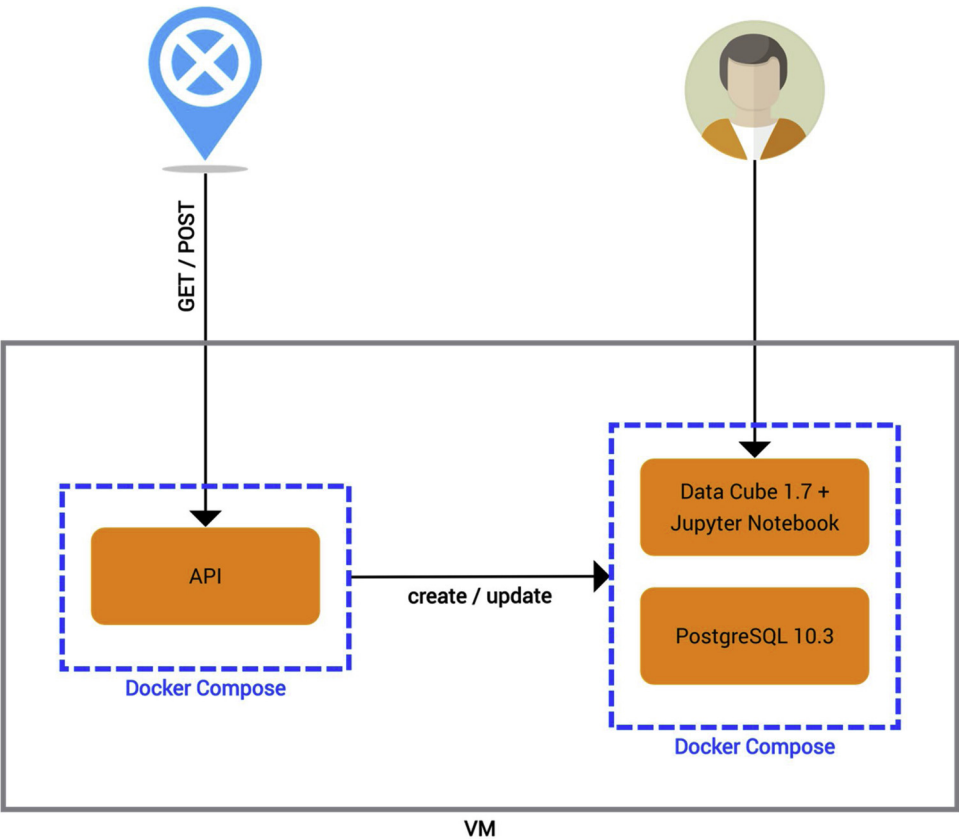 GET / POST
Data Cube 1.7 +
Jupyter Notebook
API
create / update
PostgreSQL 10.3
Docker Compose
Docker Compose
VM